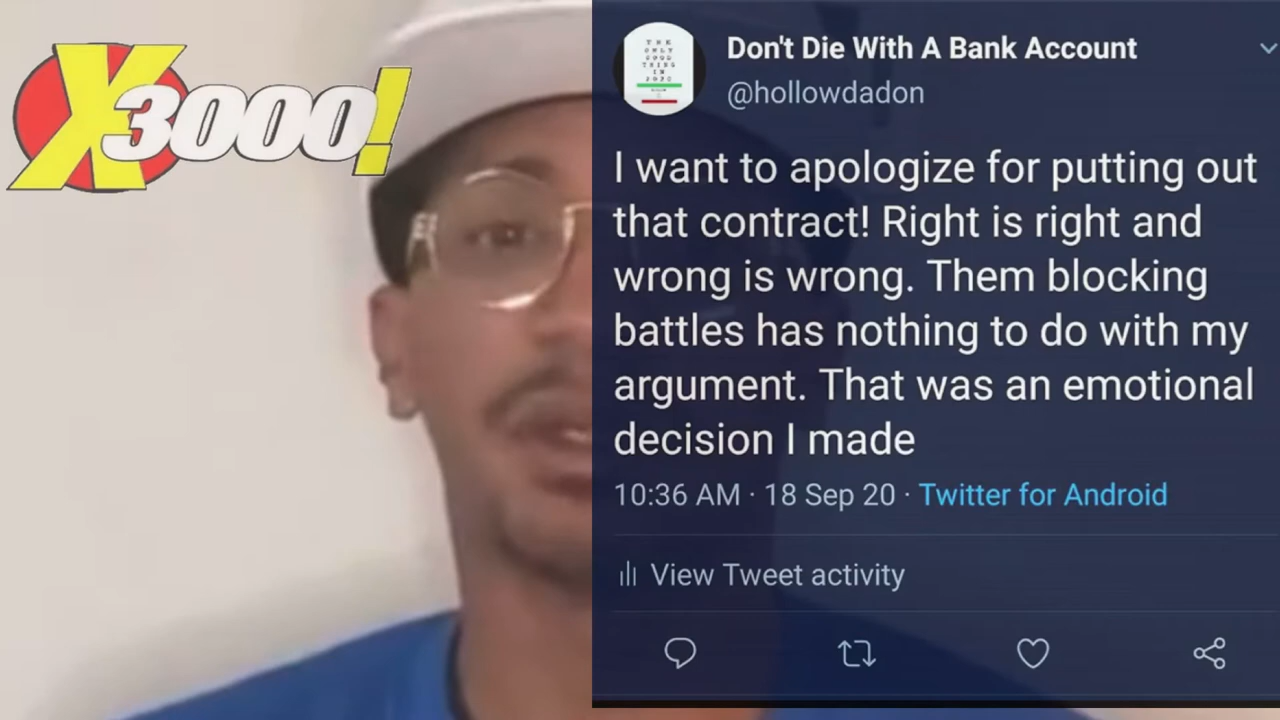 X3000!
Don't Die With A Bank Account
@hollowdadon
I want to apologize for putting out
that contract! Right is right and
wrong is wrong. Them blocking
battles has nothing to do with my
argument. That was an emotional
decision I made
10:36 AM · 18 Sep 20 · Twitter for Android
View Tweet activity